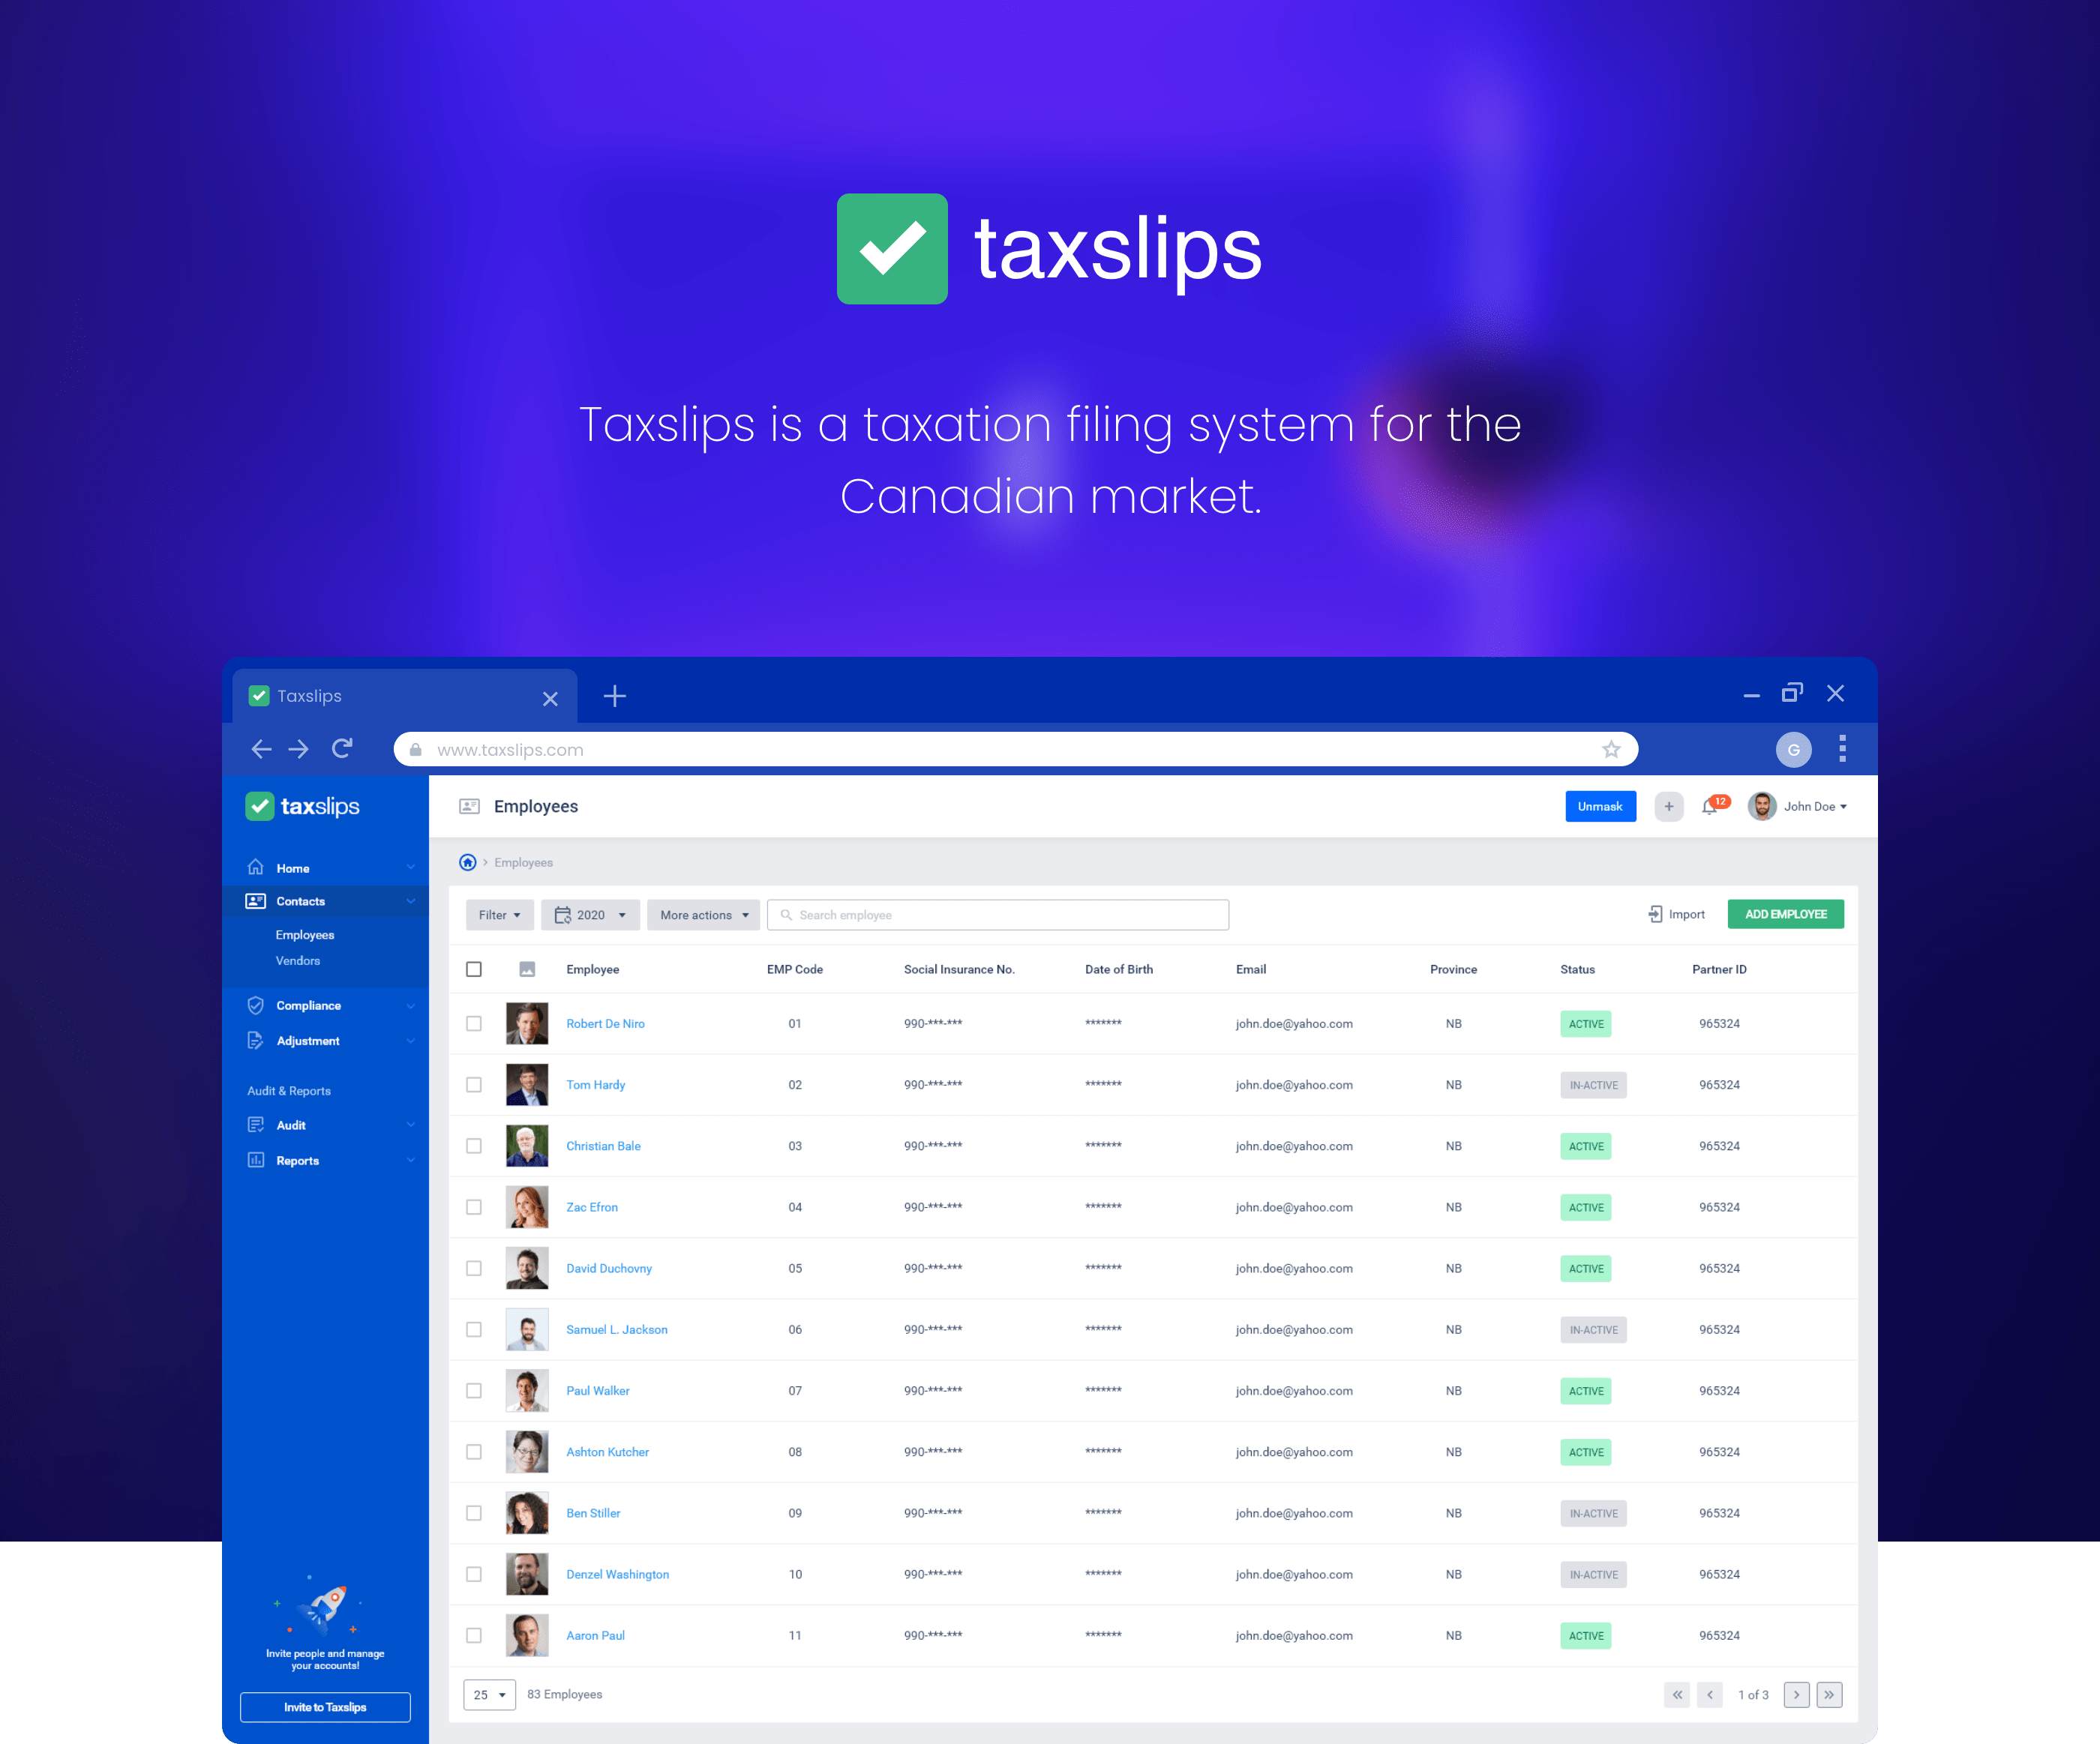 taxslips
Taxslips is a taxation filing system for the
Canadian market.
Taxslips
www.taxslips.com
G
taxslips
Employees
Unmask
+
12
John Doe
Home
Contacts
Employees
Vendors
Compliance
Adjustment
Audit & Reports
Audit
Reports
Invite people and manage
your accounts!
Invite to Taxslips
> Employees
Filter
2020
More actions
Search employee
Import
ADD EMPLOYEE
Employee EMP Code Social Insurance No. Date of Birth Email Province Status Partner ID
Robert De Niro 01 990-***-*** ******* john.doe@yahoo.com NB ACTIVE 965324
Tom Hardy 02 990-***-*** ******* john.doe@yahoo.com NB IN-ACTIVE 965324
Christian Bale 03 990-***-*** ******* john.doe@yahoo.com NB ACTIVE 965324
Zac Efron 04 990-***-*** ******* john.doe@yahoo.com NB ACTIVE 965324
David Duchovny 05 990-***-*** ******* john.doe@yahoo.com NB ACTIVE 965324
Samuel L. Jackson 06 990-***-*** ******* john.doe@yahoo.com NB IN-ACTIVE 965324
Paul Walker 07 990-***-*** ******* john.doe@yahoo.com NB ACTIVE 965324
Ashton Kutcher 08 990-***-*** ******* john.doe@yahoo.com NB ACTIVE 965324
Ben Stiller 09 990-***-*** ******* john.doe@yahoo.com NB IN-ACTIVE 965324
Denzel Washington 10 990-***-*** ******* john.doe@yahoo.com NB IN-ACTIVE 965324
Aaron Paul 11 990-***-*** ******* john.doe@yahoo.com NB ACTIVE 965324
25 83 Employees « < 1 of 3 > »